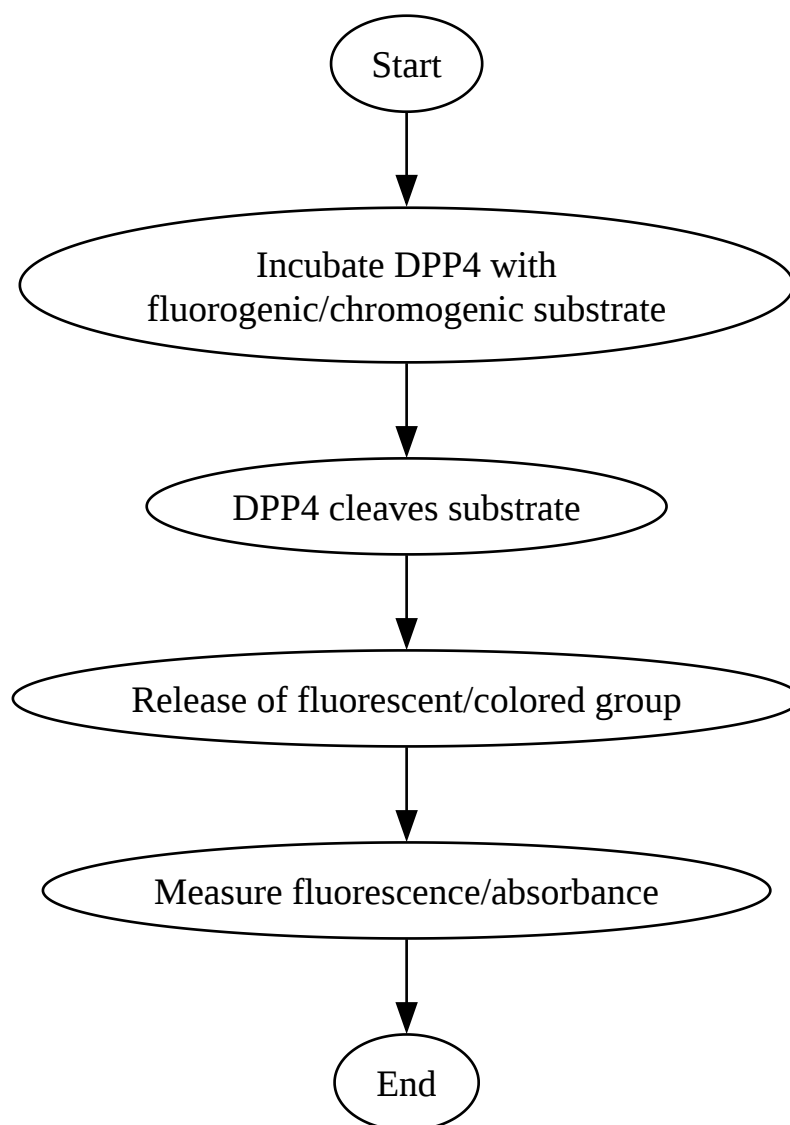 Start
Incubate DPP4 with
fluorogenic/chromogenic substrate
DPP4 cleaves substrate
Release of fluorescent/colored group
Measure fluorescence/absorbance
End